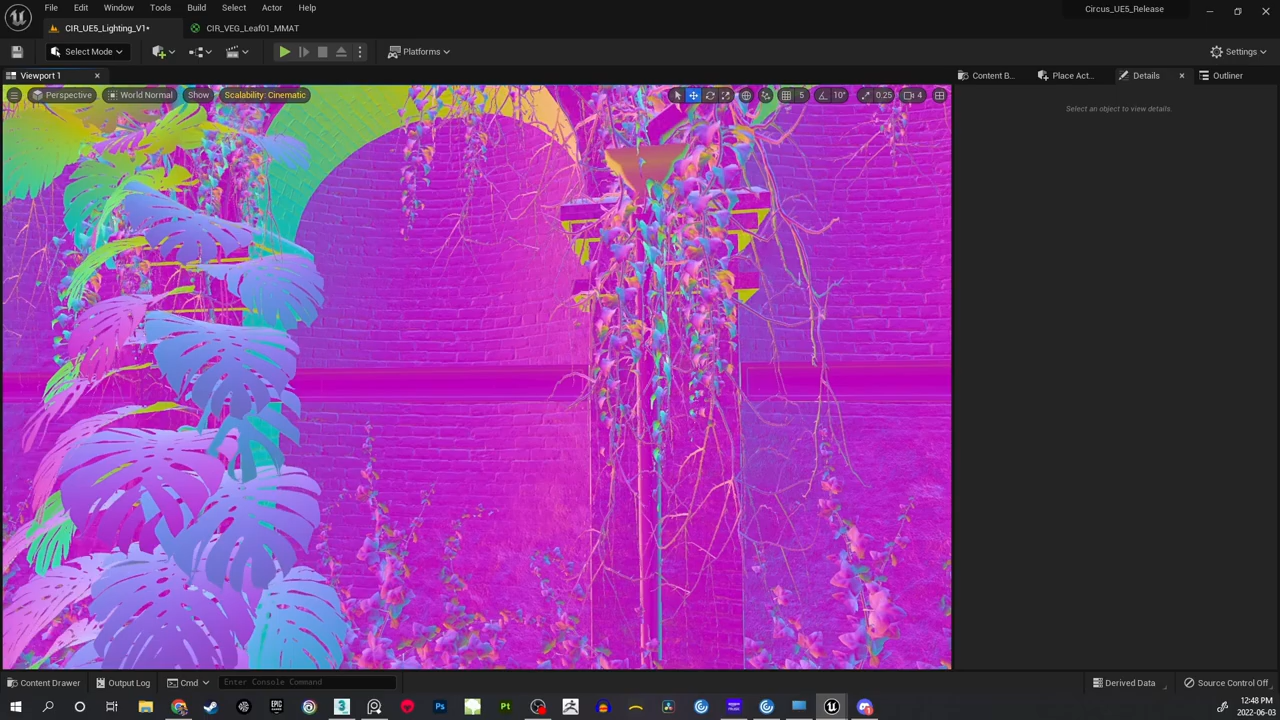 File Edit Window Tools Build Select Actor Help
Circus_UE5_Release
CIR_UE5_Lighting_V1* CIR_VEG_Leaf01_MMAT
Select Mode Platforms Settings
Viewport 1 Content B... Place Act... Details Outliner
Perspective World Normal Show Scalability: Cinematic 5 10° 0.25 4
Select an object to view details.
Content Drawer Output Log Cmd Enter Console Command Derived Data Source Control Off
12:48 PM
2022-06-03